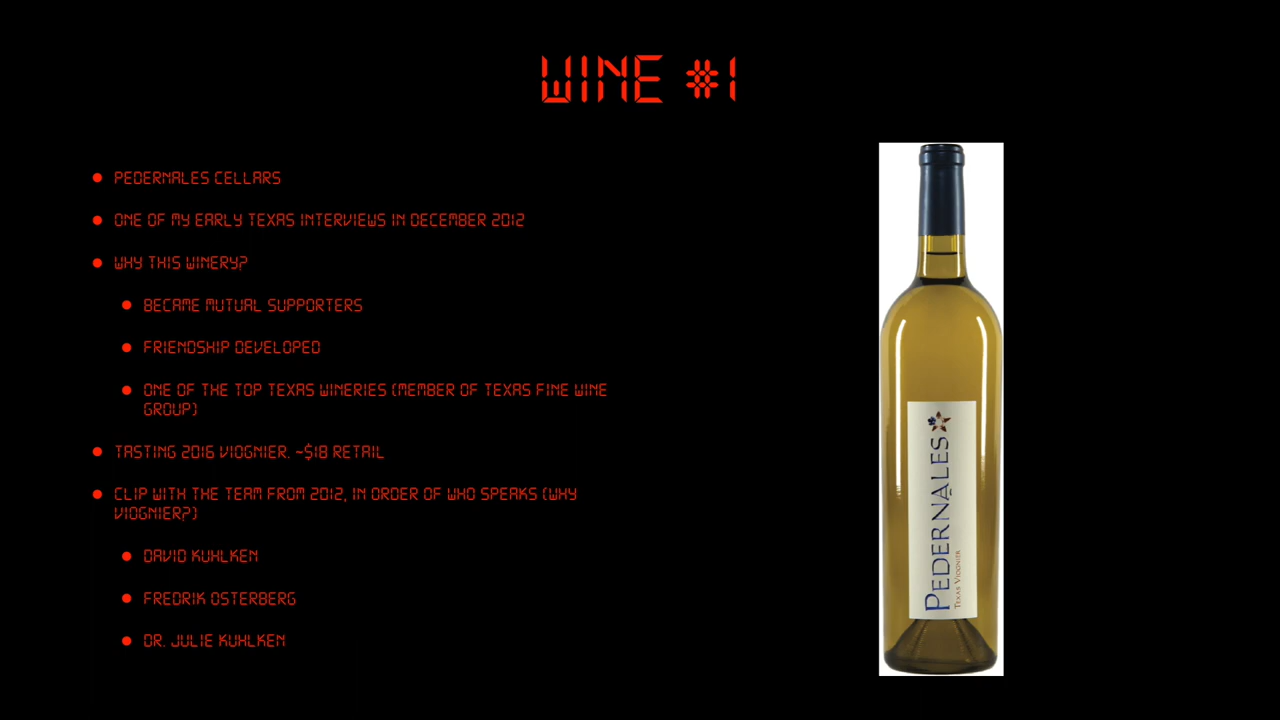 WINE #1
PEDERNALES CELLARS
ONE OF MY EARLY TEXAS INTERVIEWS IN DECEMBER 2012
WHY THIS WINERY?
BECAME MUTUAL SUPPORTERS
FRIENDSHIP DEVELOPED
ONE OF THE TOP TEXAS WINERIES (MEMBER OF TEXAS FINE WINE
GROUP)
TASTING 2016 VIOGNIER. ~$18 RETAIL
CLIP WITH THE TEAM FROM 2012, IN ORDER OF WHO SPEAKS (WHY
VIOGNIER?)
DAVID KUHLKEN
FREDRIK OSTERBERG
DR. JULIE KUHLKEN
PEDERNALES
TEXAS VIOGNIER